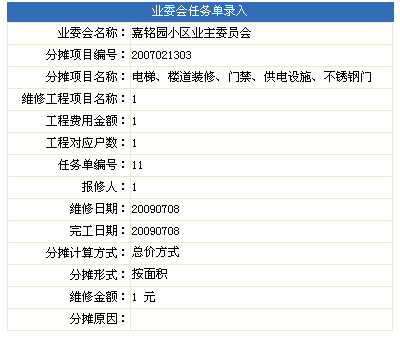 业委会任务单录入
业委会名称：嘉铭园小区业主委员会
分摊项目编号：2007021303
分摊项目名称：电梯、楼道装修、门禁、供电设施、不锈钢门
维修工程项目名称：1
工程费用金额：1
工程对应户数：1
任务单编号：11
报修人：1
维修日期：20090708
完工日期：20090708
分摊计算方式：总价方式
分摊形式：按面积
维修金额：1 元
分摊原因：